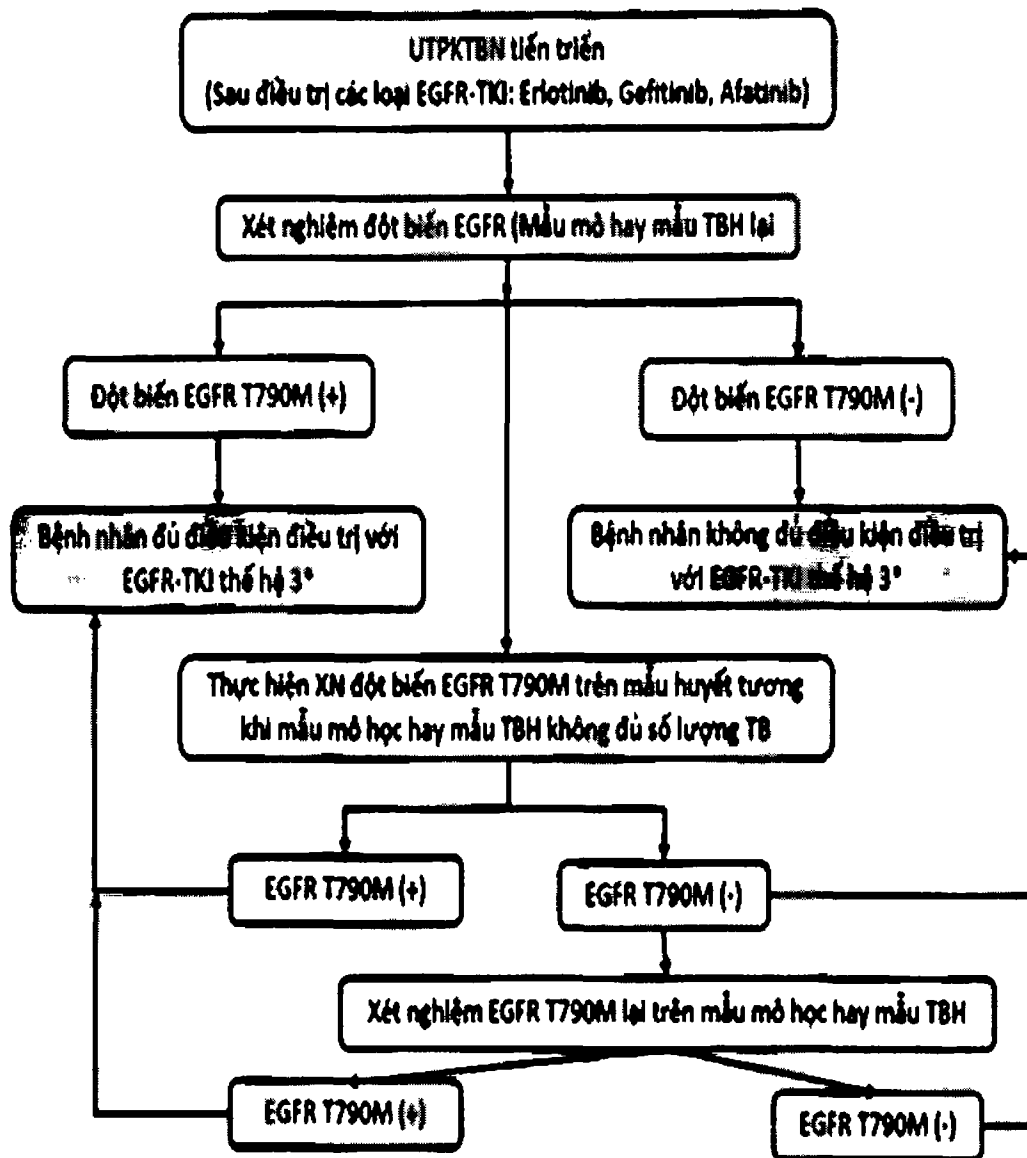 UTPKTBN tiến triển
(Sau điều trị các loại EGFR-TKI: Erlotinib, Gefitinib, Afatinib)
Xét nghiệm đột biến EGFR (Mẫu mô hay mẫu TBH lại
Đột biến EGFR T790M (+)
Đột biến EGFR T790M (-)
Bệnh nhân đủ điều kiện điều trị với
EGFR-TKI thế hệ 3*
Bệnh nhân không đủ điều kiện điều trị
với EGFR-TKI thế hệ 3*
Thực hiện XN đột biến EGFR T790M trên mẫu huyết tương
khi mẫu mô học hay mẫu TBH không đủ số lượng TB
EGFR T790M (+)
EGFR T790M (-)
Xét nghiệm EGFR T790M lại trên mẫu mô học hay mẫu TBH
EGFR T790M (+)
EGFR T790M (-)